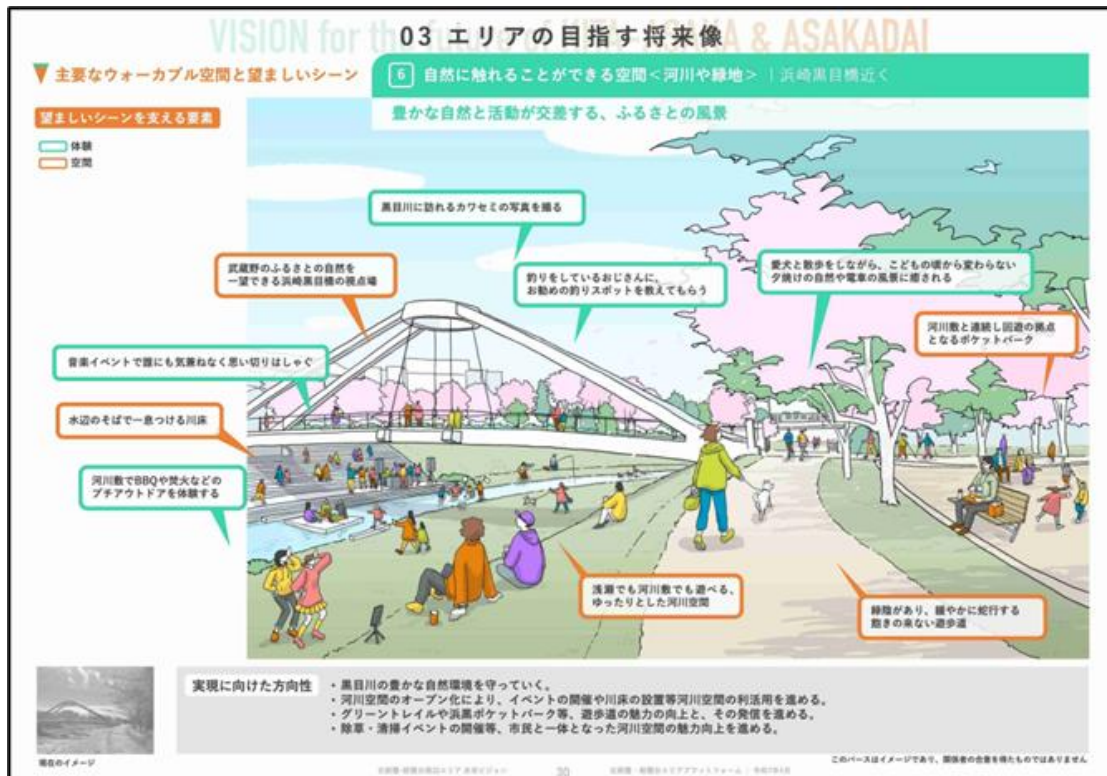 VISION for the future of KITA-ASAKA & ASAKADAI
03 エリアの目指す将来像
主要なウォーカブル空間と望ましいシーン
6 自然に触れることができる空間<河川や緑地> | 浜崎黒目橋近く
豊かな自然と活動が交差する、ふるさとの風景
望ましいシーンを支える要素
体験
空間
黒目川に訪れるカワセミの写真を撮る
武蔵野のふるさとの自然を
一望できる浜崎黒目橋の視点場
釣りをしているおじさんに、
お勧めの釣りスポットを教えてもらう
愛犬と散歩をしながら、こどもの頃から変わらない
夕焼けの自然や電車の風景に癒される
河川敷と連続し回遊の拠点
となるポケットパーク
音楽イベントで誰にも気兼ねなく思い切りはしゃぐ
水辺のそばで一息つける川床
河川敷でBBQや焚火などの
プチアウトドアを体験する
浅瀬でも河川敷でも遊べる、
ゆったりとした河川空間
緑陰があり、緩やかに蛇行する
飽きの来ない遊歩道
実現に向けた方向性
・黒目川の豊かな自然環境を守っていく。
・河川空間のオープン化により、イベントの開催や川床の設置等河川空間の利活用を進める。
・グリーントレイルや浜黒ポケットパーク等、遊歩道の魅力の向上と、その発信を進める。
・除草・清掃イベントの開催等、市民と一体となった河川空間の魅力向上を進める。
現在のイメージ
このパースはイメージであり、関係者の合意を得たものではありません
30